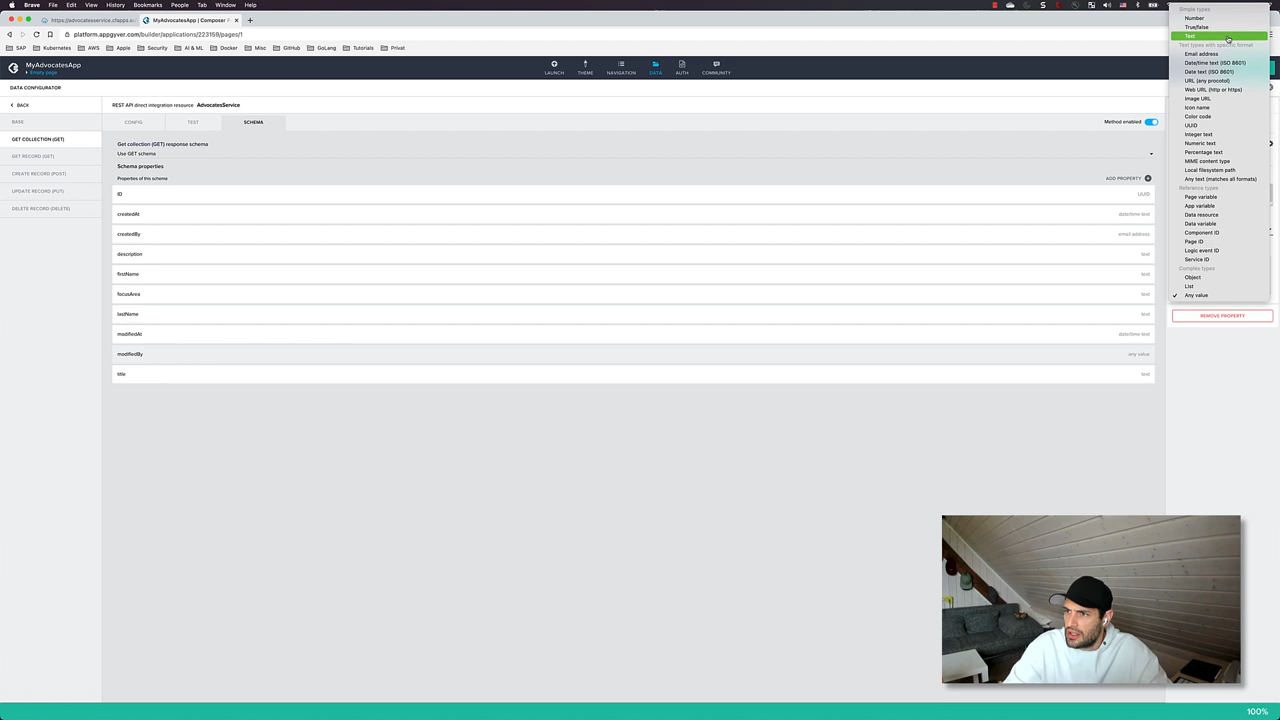 Brave File Edit View History Bookmarks People Tab Window Help
https://advocatesservice.cfapps.eu
MyAdvocatesApp | Composer P
platform.appgyver.com/builder/applications/223159/pages/1
SAP Kubernetes AWS Apple Security AI & ML Docker Misc GitHub GoLang Tutorials Privat
MyAdvocatesApp
Empty page
LAUNCH THEME NAVIGATION DATA AUTH COMMUNITY
DATA CONFIGURATOR
BACK
REST API direct integration resource AdvocatesService
BASE
GET COLLECTION (GET)
GET RECORD (GET)
CREATE RECORD (POST)
UPDATE RECORD (PUT)
DELETE RECORD (DELETE)
CONFIG TEST SCHEMA
Method enabled
Get collection (GET) response schema
Use GET schema
Schema properties
Properties of this schema
ADD PROPERTY
ID UUID
createdAt date/time text
createdBy email address
description text
firstName text
focusArea text
lastName text
modifiedAt date/time text
modifiedBy any value
title text
Simple types
Number
True/false
Text
Text types with specific format
Email address
Date/time text (ISO 8601)
Date text (ISO 8601)
URL (any procotol)
Web URL (http or https)
Image URL
Icon name
Color code
UUID
Integer text
Numeric text
Percentage text
MIME content type
Local filesystem path
Any text (matches all formats)
Reference types
Page variable
App variable
Data resource
Data variable
Component ID
Page ID
Logic event ID
Service ID
Complex types
Object
List
Any value
REMOVE PROPERTY
100%